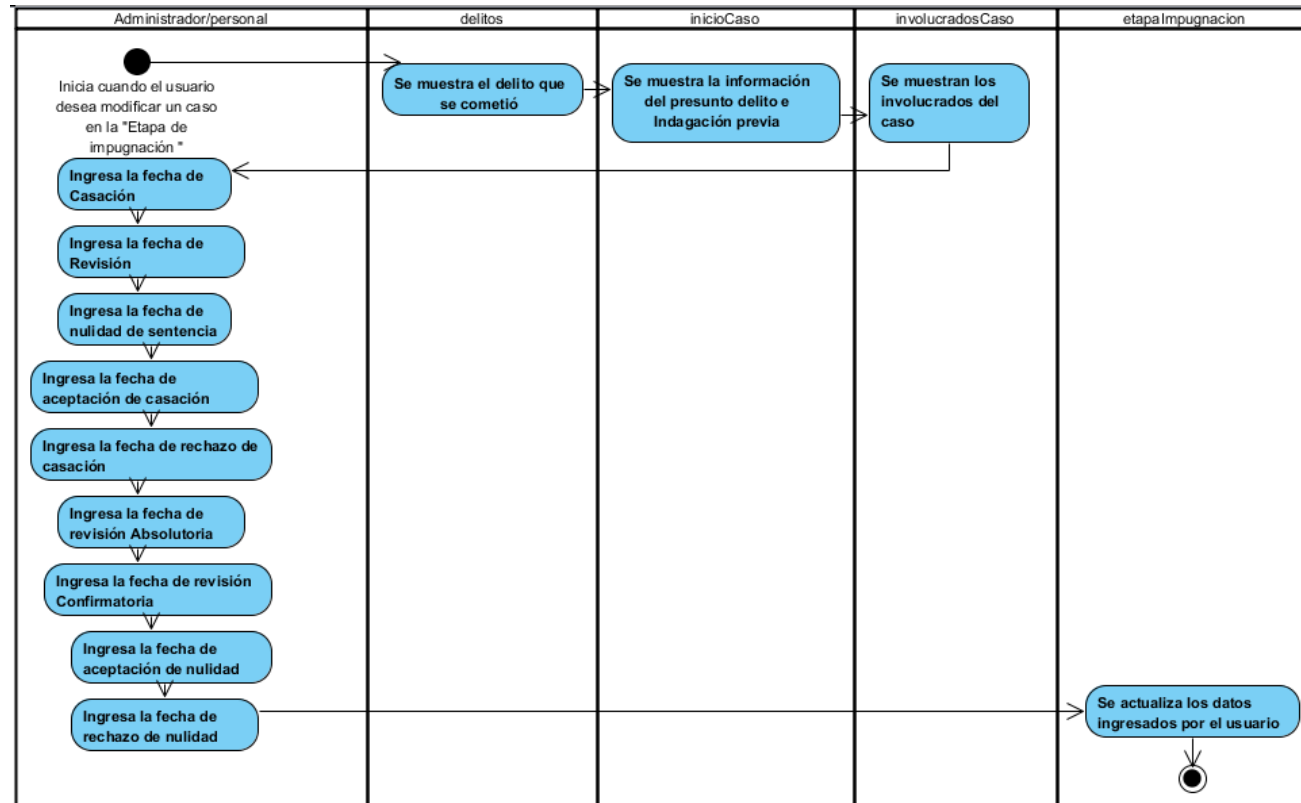 Administrador/personal
delitos
inicioCaso
involucradosCaso
etapaImpugnacion
Inicia cuando el usuario
desea modificar un caso
en la "Etapa de
impugnación "
Se muestra el delito que
se cometió
Se muestra la información
del presunto delito e
Indagación previa
Se muestran los
involucrados del
caso
Ingresa la fecha de
Casación
Ingresa la fecha de
Revisión
Ingresa la fecha de
nulidad de sentencia
Ingresa la fecha de
aceptación de casación
Ingresa la fecha de rechazo de
casación
Ingresa la fecha de
revisión Absolutoria
Ingresa la fecha de revisión
Confirmatoria
Ingresa la fecha de
aceptación de nulidad
Ingresa la fecha de
rechazo de nulidad
Se actualiza los datos
ingresados por el usuario